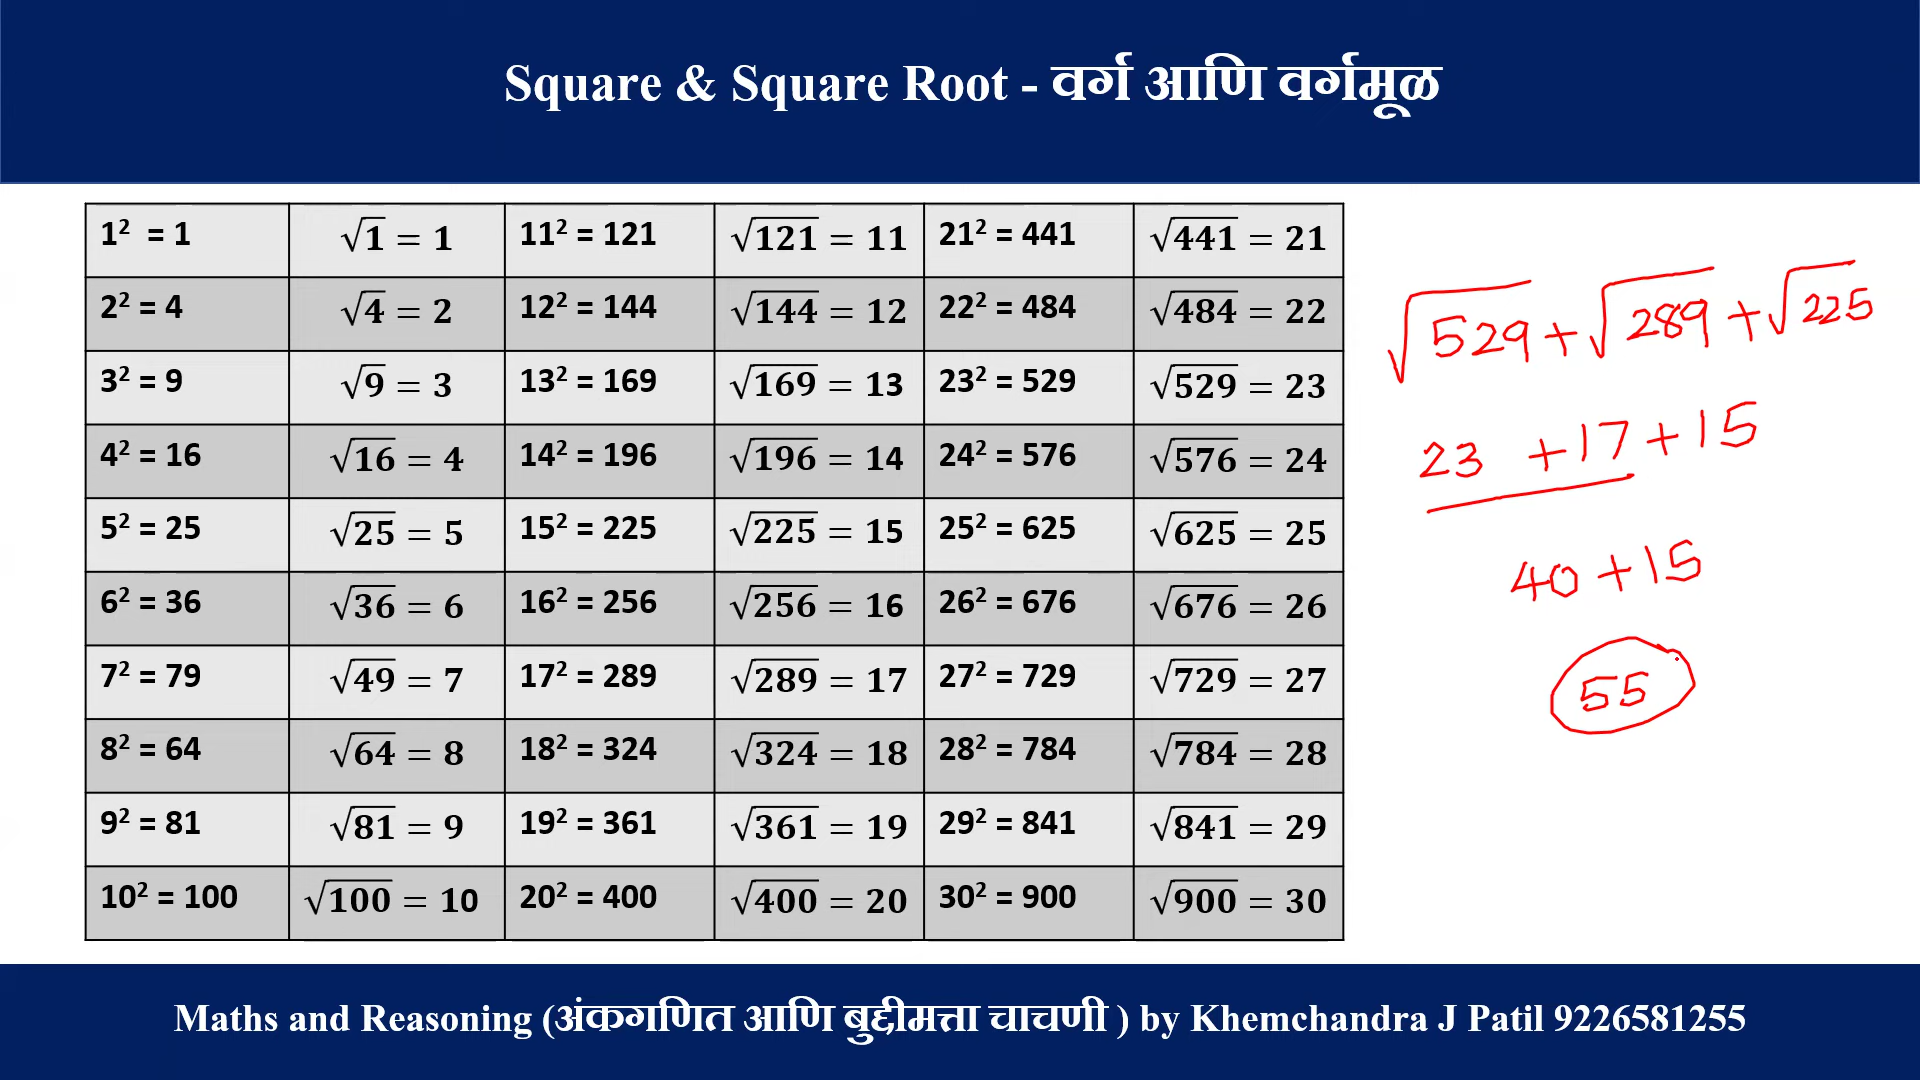 Square & Square Root - वर्ग आणि वर्गमूळ
1² = 1 √1 = 1 11² = 121 √121 = 11 21² = 441 √441 = 21
2² = 4 √4 = 2 12² = 144 √144 = 12 22² = 484 √484 = 22
3² = 9 √9 = 3 13² = 169 √169 = 13 23² = 529 √529 = 23
4² = 16 √16 = 4 14² = 196 √196 = 14 24² = 576 √576 = 24
5² = 25 √25 = 5 15² = 225 √225 = 15 25² = 625 √625 = 25
6² = 36 √36 = 6 16² = 256 √256 = 16 26² = 676 √676 = 26
7² = 79 √49 = 7 17² = 289 √289 = 17 27² = 729 √729 = 27
8² = 64 √64 = 8 18² = 324 √324 = 18 28² = 784 √784 = 28
9² = 81 √81 = 9 19² = 361 √361 = 19 29² = 841 √841 = 29
10² = 100 √100 = 10 20² = 400 √400 = 20 30² = 900 √900 = 30
√529 + √289 + √225
23 + 17 + 15
40 + 15
55
Maths and Reasoning (अंकगणित आणि बुद्दीमत्ता चाचणी ) by Khemchandra J Patil 9226581255